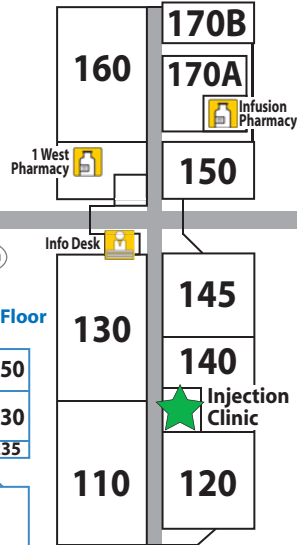 170B
160
170A
Infusion
Pharmacy
1 West
Pharmacy
150
Info Desk
Floor
145
130
50
140
30
Injection
Clinic
35
110
120